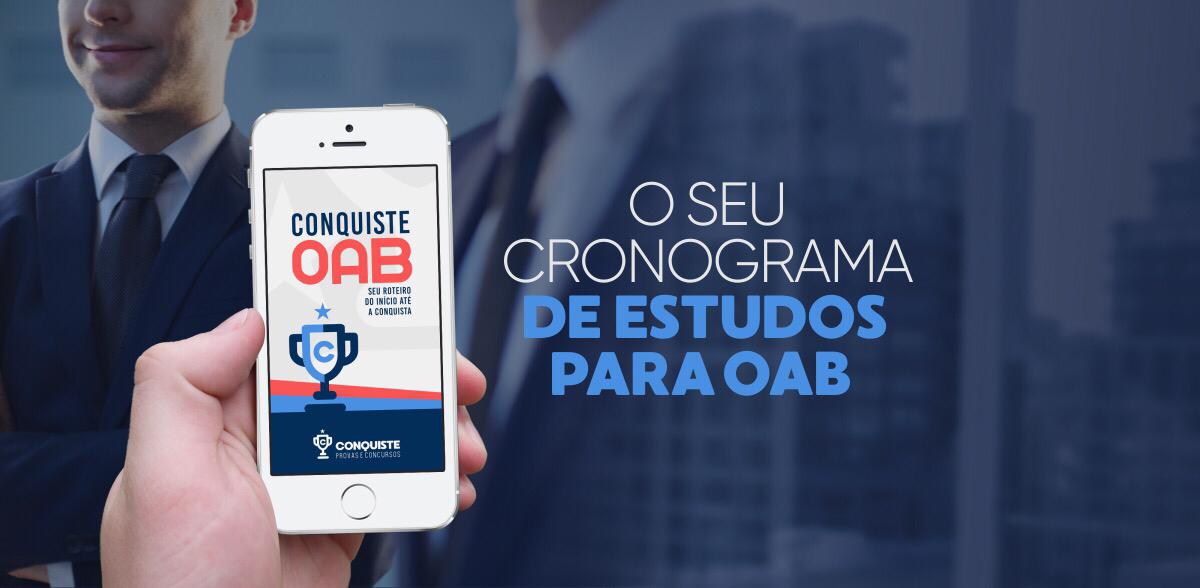 CONQUISTE
OAB
SEU ROTEIRO
DO INÍCIO ATÉ
A CONQUISTA
C
C
CONQUISTE
PROVAS E CONCURSOS
O SEU
CRONOGRAMA
DE ESTUDOS
PARA OAB